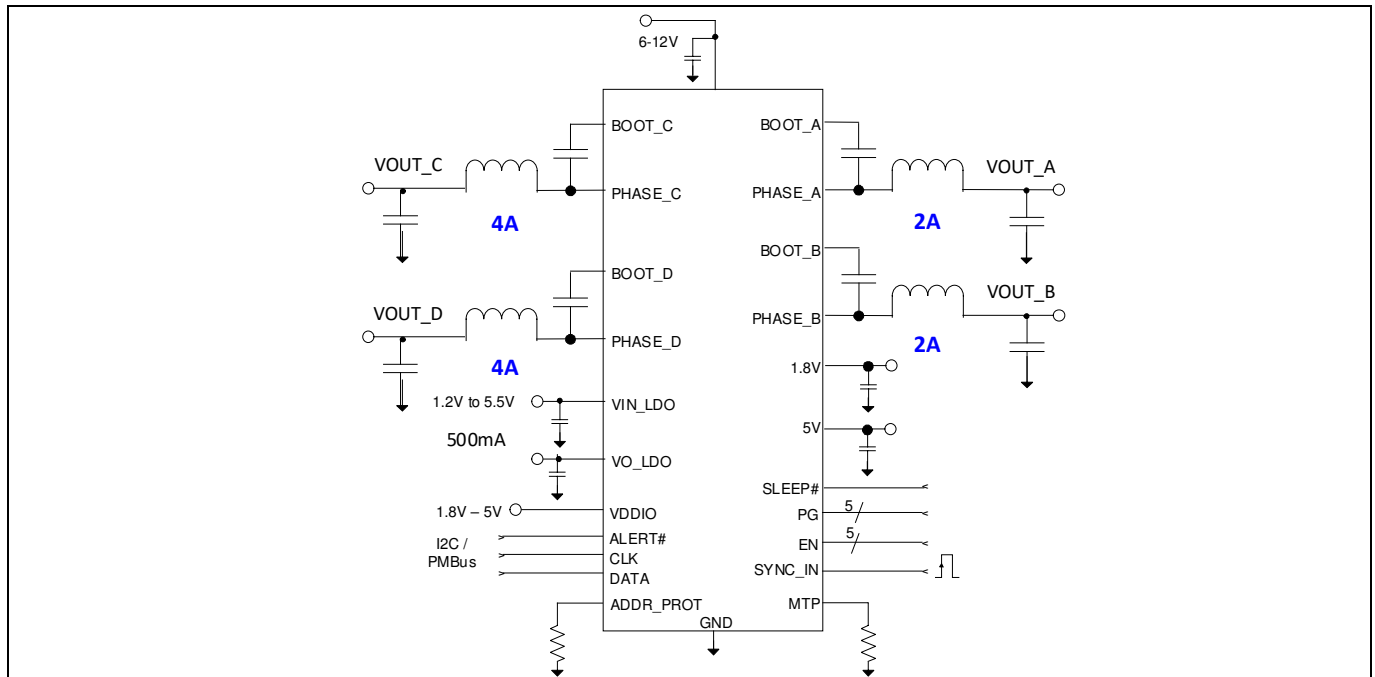 6-12V
BOOT_C
BOOT_A
VOUT_C
VOUT_A
PHASE_C
PHASE_A
4A
2A
BOOT_B
BOOT_D
VOUT_D
VOUT_B
PHASE_B
PHASE_D
4A
2A
1.8V
1.2V to 5.5V
VIN_LDO
5V
500mA
VO_LDO
SLEEP#
1.8V – 5V
VDDIO
PG
5
ALERT#
I2C /
PMBus
CLK
EN
5
DATA
SYNC_IN
ADDR_PROT
MTP
GND